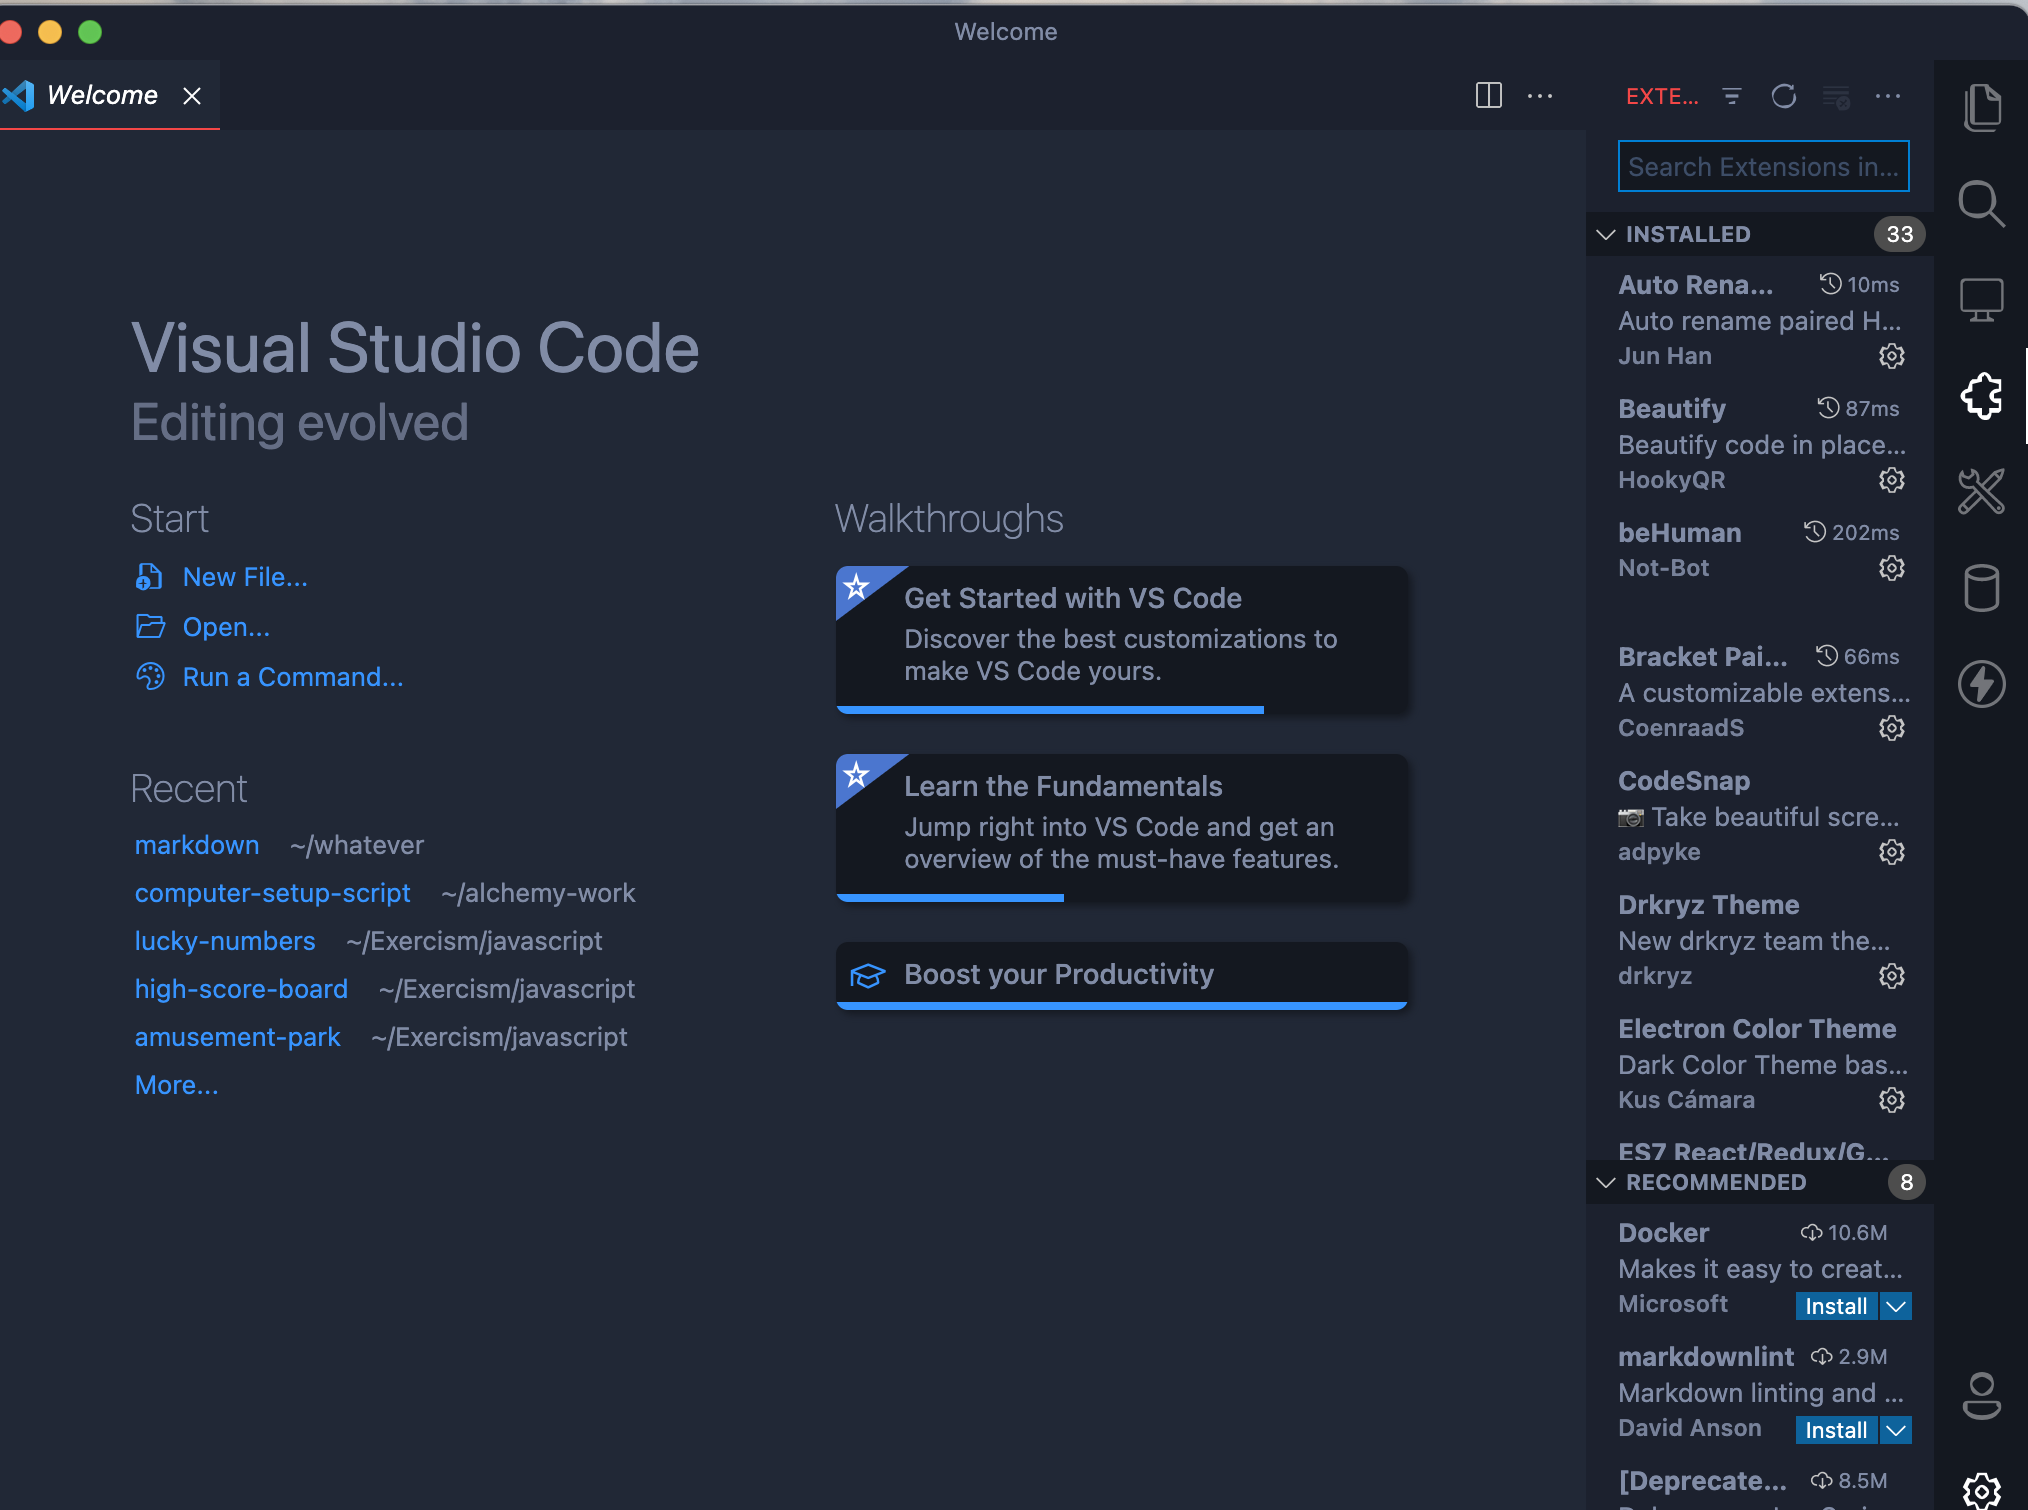 Welcome
Welcome
EXTE...
Search Extensions in...
Visual Studio Code
Editing evolved
Start
New File...
Open...
Run a Command...
Recent
markdown ~/whatever
computer-setup-script ~/alchemy-work
lucky-numbers ~/Exercism/javascript
high-score-board ~/Exercism/javascript
amusement-park ~/Exercism/javascript
More...
Walkthroughs
Get Started with VS Code
Discover the best customizations to
make VS Code yours.
Learn the Fundamentals
Jump right into VS Code and get an
overview of the must-have features.
Boost your Productivity
INSTALLED 33
Auto Rena... 10ms
Auto rename paired H...
Jun Han
Beautify 87ms
Beautify code in place...
HookyQR
beHuman 202ms
Not-Bot
Bracket Pai... 66ms
A customizable extens...
CoenraadS
CodeSnap
📷 Take beautiful scre...
adpyke
Drkryz Theme
New drkryz team the...
drkryz
Electron Color Theme
Dark Color Theme bas...
Kus Cámara
ES7 React/Redux/G...
RECOMMENDED 8
Docker 10.6M
Makes it easy to creat...
Microsoft Install
markdownlint 2.9M
Markdown linting and ...
David Anson Install
[Deprecate... 8.5M